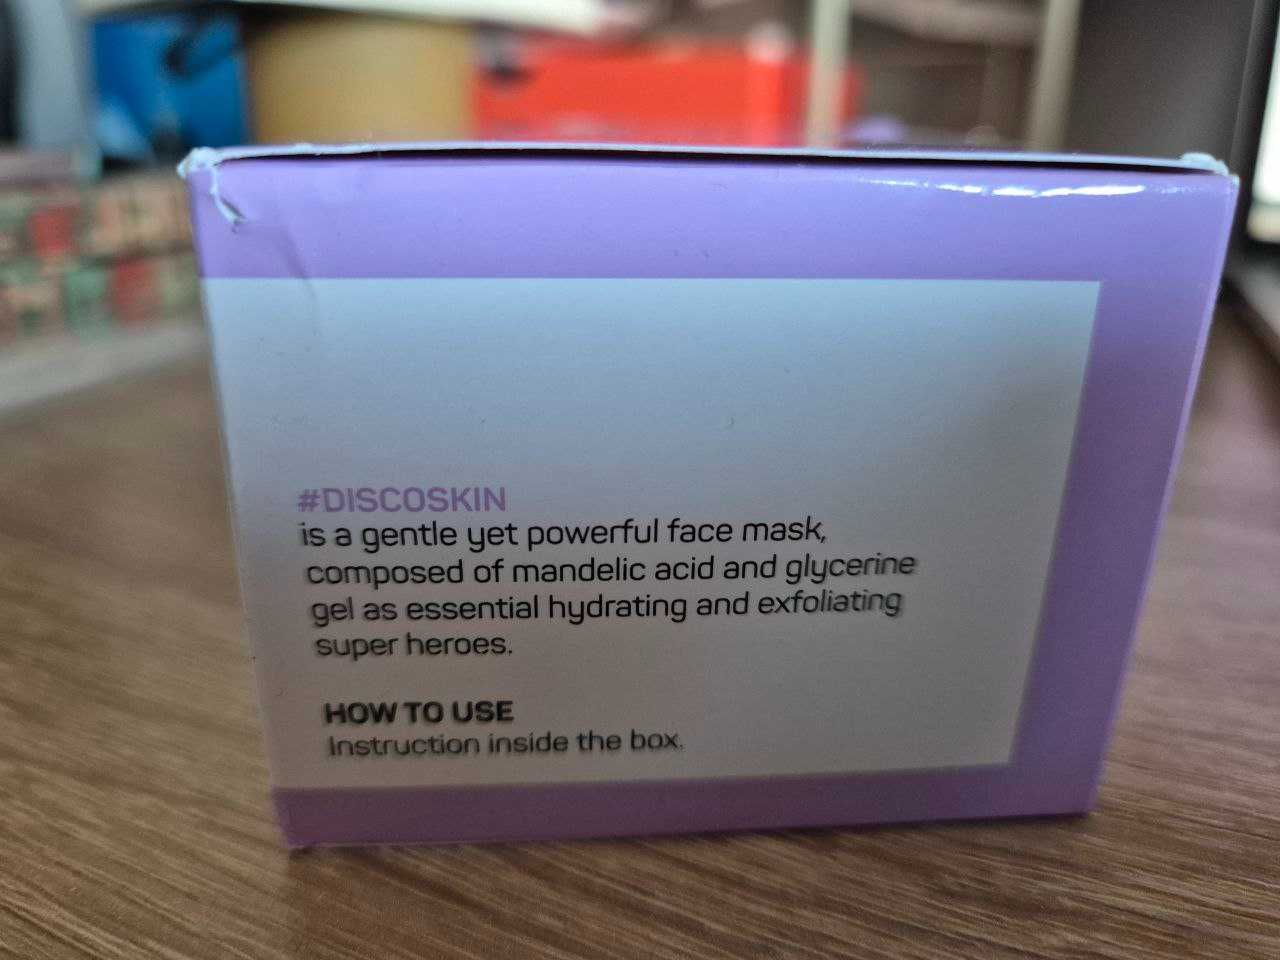 #DISCOSKIN
is a gentle yet powerful face mask,
composed of mandelic acid and glycerine
gel as essential hydrating and exfoliating
super heroes.
HOW TO USE
Instruction inside the box.